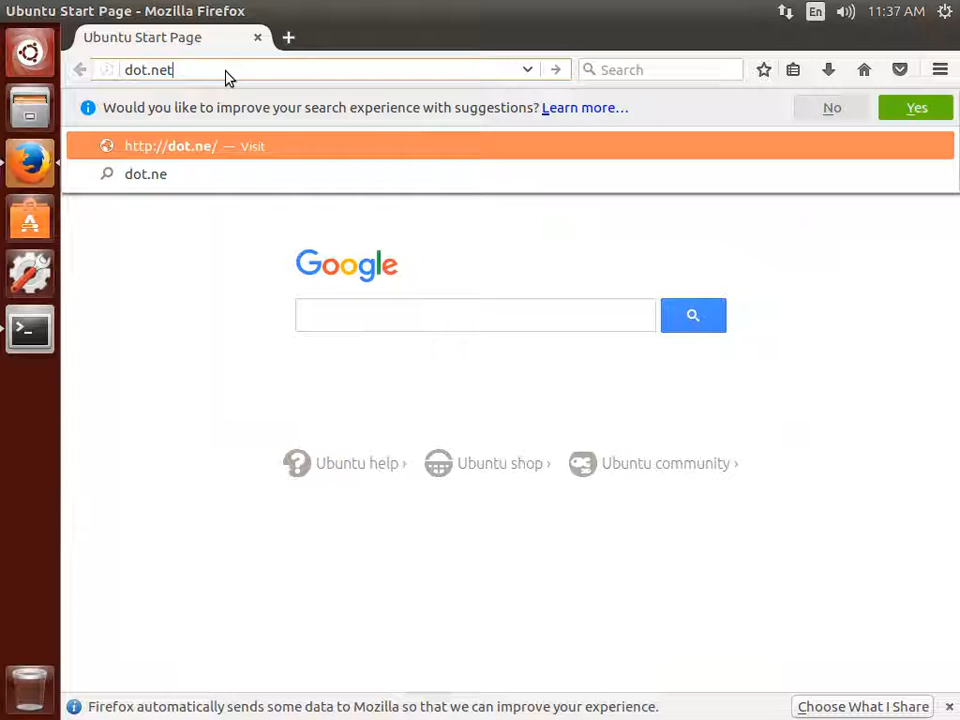 Ubuntu Start Page - Mozilla Firefox
En
11:37 AM
Ubuntu Start Page
dot.net
Search
Would you like to improve your search experience with suggestions? Learn more...
No
Yes
http://dot.ne/ — Visit
dot.ne
Google
Ubuntu help ›
Ubuntu shop ›
Ubuntu community ›
Firefox automatically sends some data to Mozilla so that we can improve your experience.
Choose What I Share